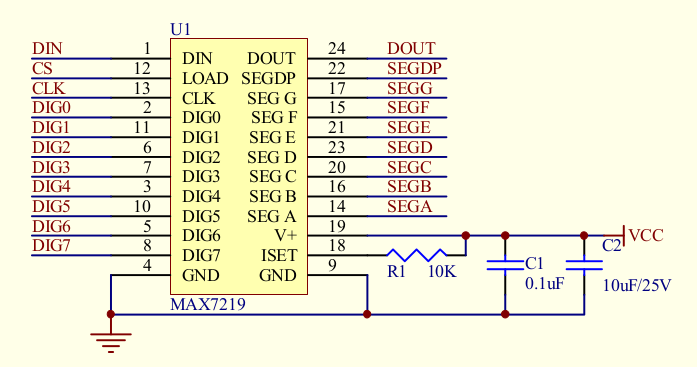 U1
DIN 1 DIN DOUT 24 DOUT
CS 12 LOAD SEGDP 22 SEGDP
CLK 13 CLK SEG G 17 SEGG
DIG0 2 DIG0 SEG F 15 SEGF
DIG1 11 DIG1 SEG E 21 SEGE
DIG2 6 DIG2 SEG D 23 SEGD
DIG3 7 DIG3 SEG C 20 SEGC
DIG4 3 DIG4 SEG B 16 SEGB
DIG5 10 DIG5 SEG A 14 SEGA
DIG6 5 DIG6 V+ 19 VCC
DIG7 8 DIG7 ISET 18
4 GND GND 9
R1 10K
C1
0.1uF
C2
10uF/25V
MAX7219